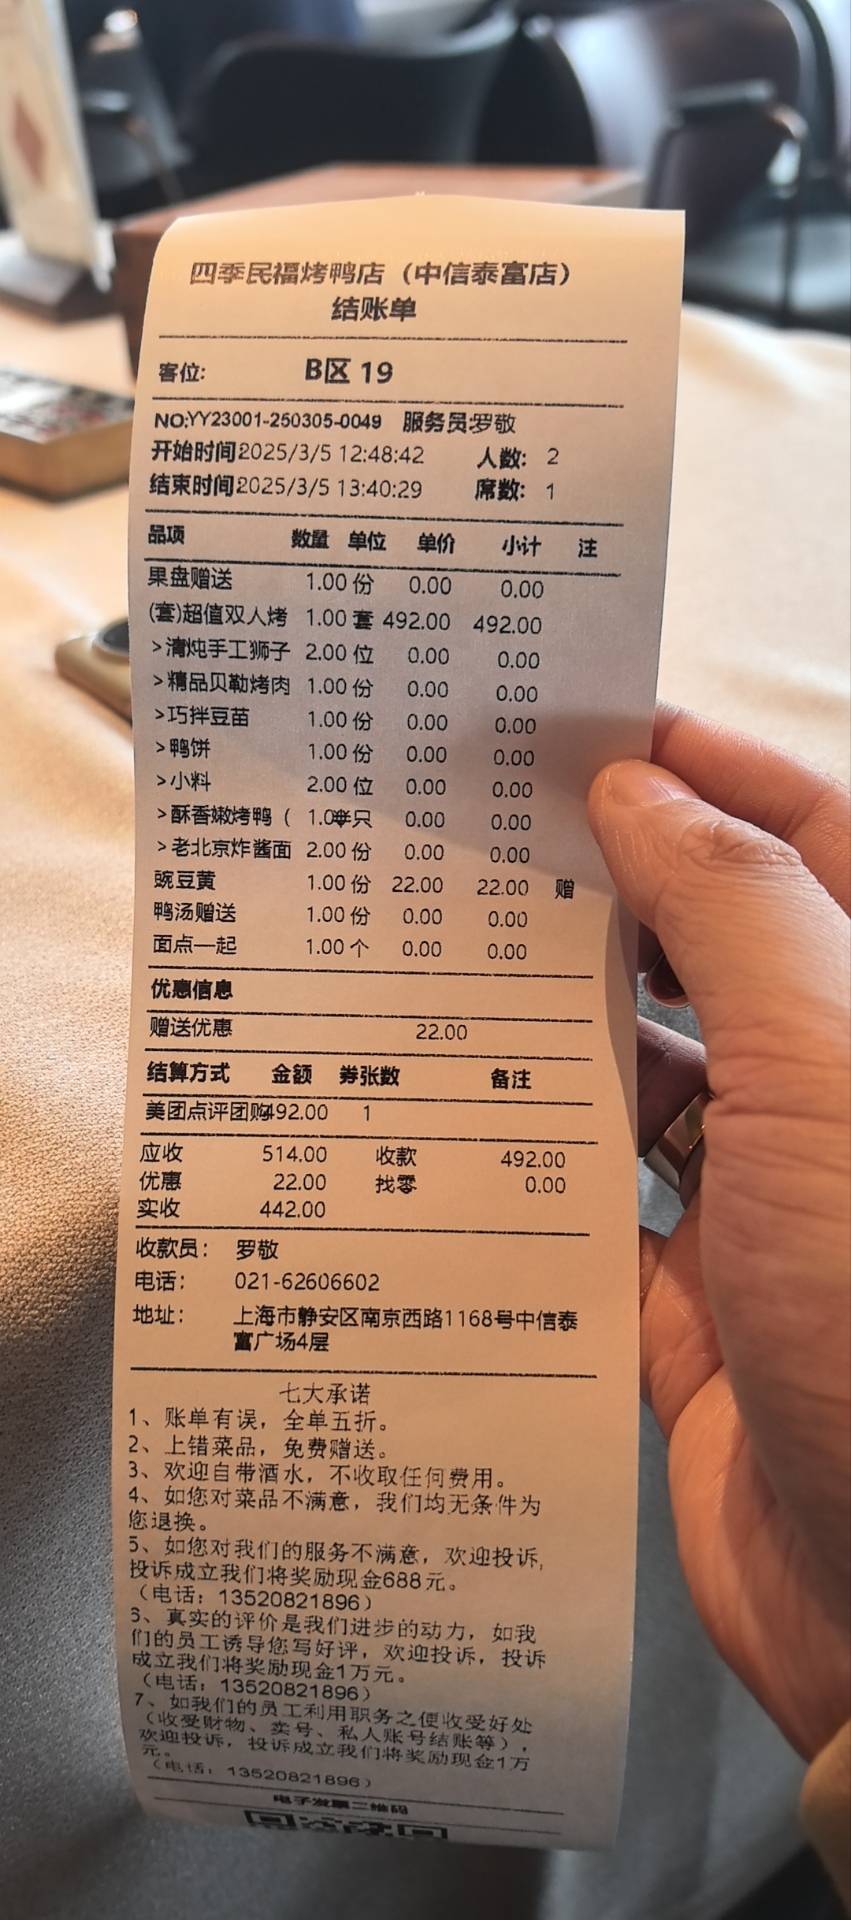 四季民福烤鸭店（中信泰富店）
结账单
客位: B区 19
NO:YY23001-250305-0049 服务员:罗敬
开始时间2025/3/5 12:48:42 人数: 2
结束时间2025/3/5 13:40:29 席数: 1
品项 数量 单位 单价 小计 注
果盘赠送 1.00 份 0.00 0.00
(套)超值双人烤 1.00 套 492.00 492.00
>清炖手工狮子 2.00 位 0.00 0.00
>精品贝勒烤肉 1.00 份 0.00 0.00
>巧拌豆苗 1.00 份 0.00 0.00
>鸭饼 1.00 份 0.00 0.00
>小料 2.00 位 0.00 0.00
>酥香嫩烤鸭（ 1.0半只 0.00 0.00
>老北京炸酱面 2.00 份 0.00 0.00
豌豆黄 1.00 份 22.00 22.00 赠
鸭汤赠送 1.00 份 0.00 0.00
面点一起 1.00 个 0.00 0.00
优惠信息
赠送优惠 22.00
结算方式 金额 券张数 备注
美团点评团购492.00 1
应收 514.00 收款 492.00
优惠 22.00 找零 0.00
实收 442.00
收款员: 罗敬
电话: 021-62606602
地址: 上海市静安区南京西路1168号中信泰
富广场4层
七大承诺
1、账单有误，全单五折。
2、上错菜品，免费赠送。
3、欢迎自带酒水，不收取任何费用。
4、如您对菜品不满意，我们均无条件为
您退换。
5、如您对我们的服务不满意，欢迎投诉，
投诉成立我们将奖励现金688元。
（电话：13520821896）
6、真实的评价是我们进步的动力，如我
们的员工诱导您写好评，欢迎投诉，投诉
成立我们将奖励现金1万元。
（电话：13520821896）
7、如我们的员工利用职务之便收受好处
（收受财物、卖号、私人账号结账等），
欢迎投诉，投诉成立我们将奖励现金1万
元。
（电话：13520821896）
电子发票二维码